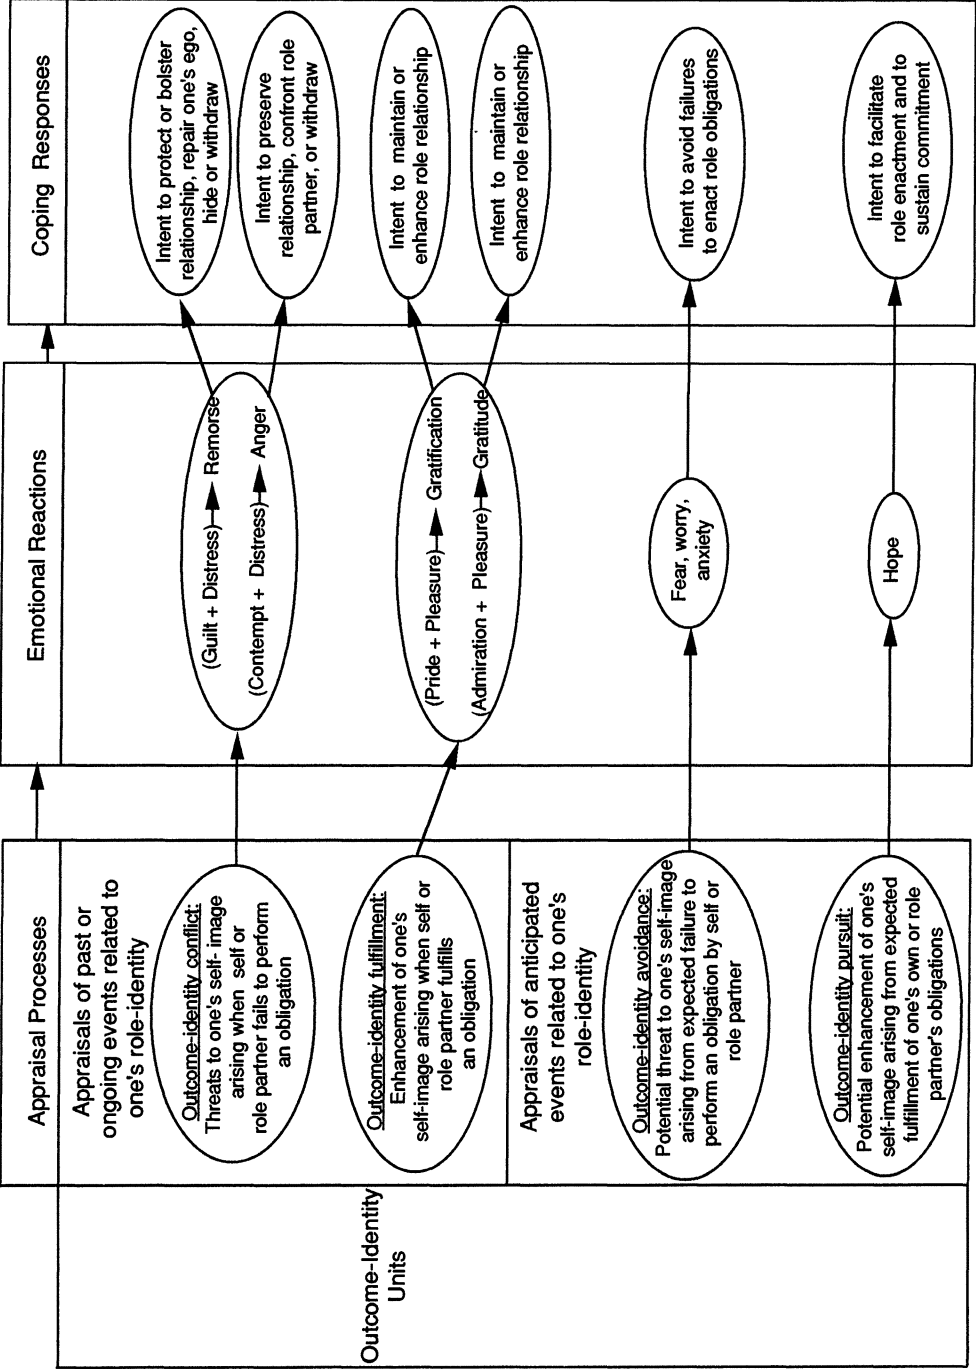 Outcome-Identity
Units
Appraisal Processes
Appraisals of past or
ongoing events related to
one's role-identity
Outcome-identity conflict:
Threats to one's self- image
arising when self or
role partner fails to perform
an obligation
Outcome-identity fulfillment:
Enhancement of one's
self-image arising when self or
role partner fulfills
an obligation
Appraisals of anticipated
events related to one's
role-identity
Outcome-identity avoidance:
Potential threat to one's self-image
arising from expected failure to
perform an obligation by self or
role partner
Outcome-identity pursuit:
Potential enhancement of one's
self-image arising from expected
fulfillment of one's own or role
partner's obligations
Emotional Reactions
(Guilt + Distress) Remorse
(Contempt + Distress) Anger
(Pride + Pleasure) Gratification
(Admiration + Pleasure) Gratitude
Fear, worry,
anxiety
Hope
Coping Responses
Intent to protect or bolster
relationship, repair one's ego,
hide or withdraw
Intent to preserve
relationship, confront role
partner, or withdraw
Intent to maintain or
enhance role relationship
Intent to maintain or
enhance role relationship
Intent to avoid failures
to enact role obligations
Intent to facilitate
role enactment and to
sustain commitment